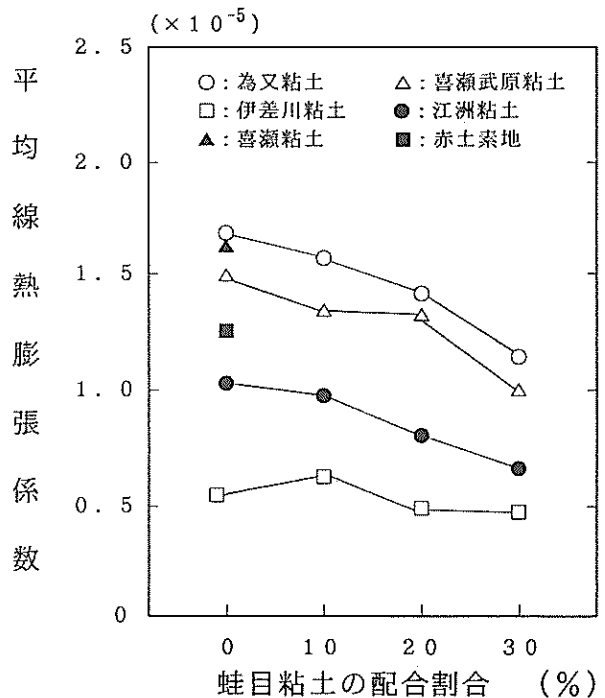 (×10⁻⁵)
平均線熱膨張係数
2.5
2.0
1.5
1.0
0.5
0
○：為又粘土 △：喜瀬武原粘土
□：伊差川粘土 ●：江洲粘土
▲：喜瀬粘土 ■：赤土素地
0 10 20 30
蛙目粘土の配合割合 (%)